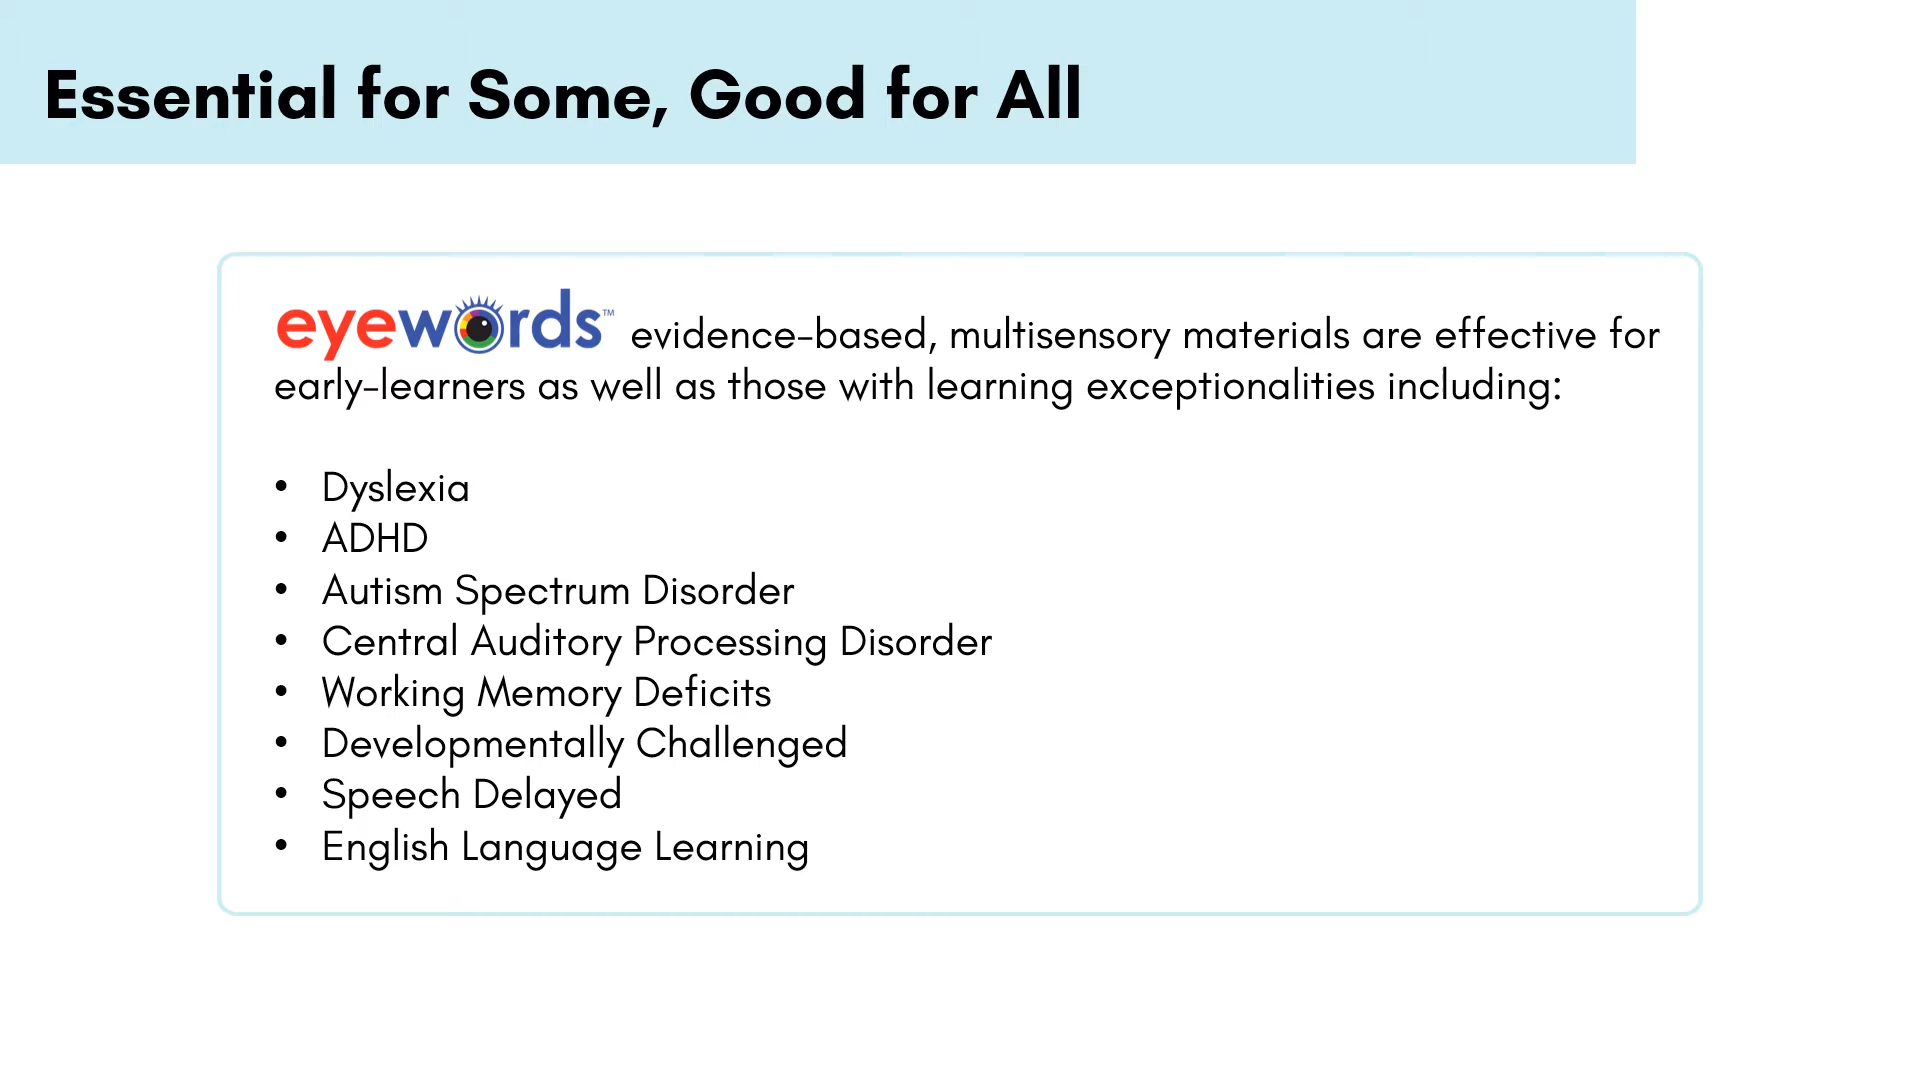 Essential for Some, Good for All
eyewords™ evidence-based, multisensory materials are effective for
early-learners as well as those with learning exceptionalities including:
• Dyslexia
• ADHD
• Autism Spectrum Disorder
• Central Auditory Processing Disorder
• Working Memory Deficits
• Developmentally Challenged
• Speech Delayed
• English Language Learning